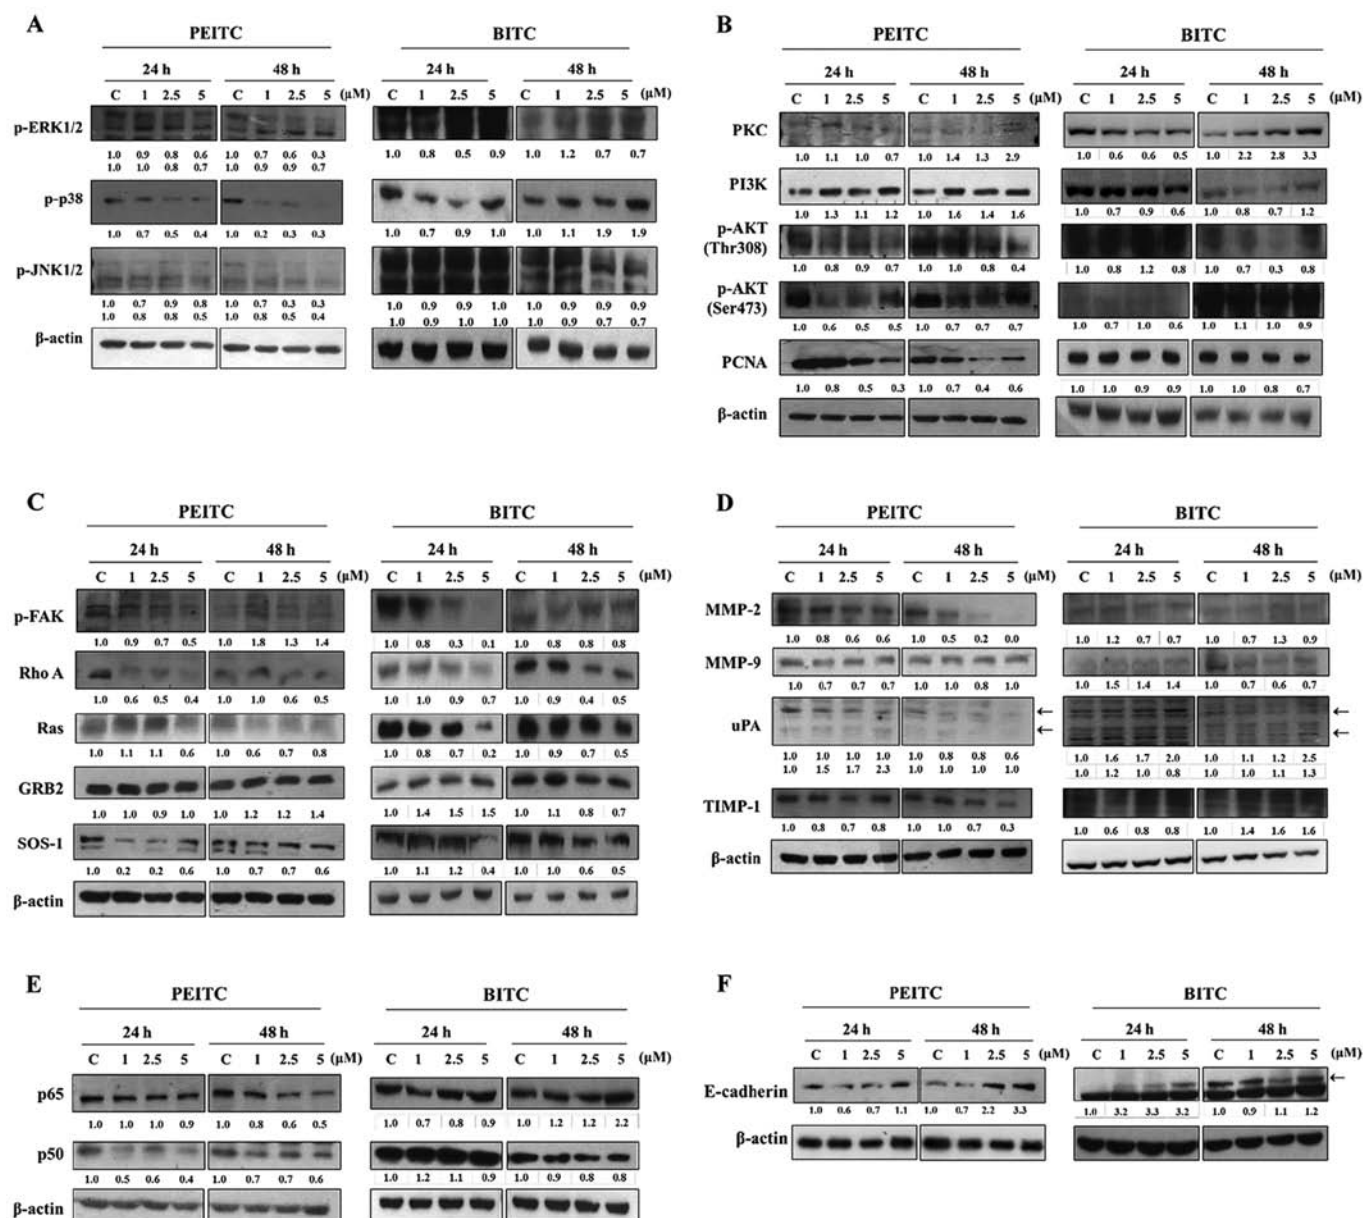 A
PEITC BITC
24 h 48 h 24 h 48 h
C 1 2.5 5 C 1 2.5 5 (μM) C 1 2.5 5 C 1 2.5 5 (μM)
p-ERK1/2
1.0 0.9 0.8 0.6 1.0 0.7 0.6 0.3 1.0 0.8 0.5 0.9 1.0 1.2 0.7 0.7
1.0 1.0 0.8 0.7 1.0 0.9 0.9 0.7
p-p38
1.0 0.7 0.5 0.4 1.0 0.2 0.3 0.3 1.0 0.7 0.9 1.0 1.0 1.1 1.9 1.9
p-JNK1/2
1.0 0.7 0.9 0.8 1.0 0.7 0.3 0.3 1.0 0.9 0.9 1.0 1.0 0.9 0.9 0.9
1.0 0.8 0.8 0.5 1.0 0.8 0.5 0.4 1.0 0.9 1.0 1.0 1.0 0.9 0.7 0.7
β-actin
B
PEITC BITC
24 h 48 h 24 h 48 h
C 1 2.5 5 C 1 2.5 5 (μM) C 1 2.5 5 C 1 2.5 5 (μM)
PKC
1.0 1.1 1.0 0.7 1.0 1.4 1.3 2.9 1.0 0.6 0.6 0.5 1.0 2.2 2.8 3.3
PI3K
1.0 1.3 1.1 1.2 1.0 1.6 1.4 1.6 1.0 0.7 0.9 0.6 1.0 0.8 0.7 1.2
p-AKT
(Thr308)
1.0 0.8 0.9 0.7 1.0 1.0 0.8 0.4 1.0 0.8 1.2 0.8 1.0 0.7 0.3 0.8
p-AKT
(Ser473)
1.0 0.6 0.5 0.5 1.0 0.7 0.7 0.7 1.0 0.7 1.0 0.6 1.0 1.1 1.0 0.9
PCNA
1.0 0.8 0.5 0.3 1.0 0.7 0.4 0.6 1.0 1.0 0.9 0.9 1.0 1.0 0.8 0.7
β-actin
C
PEITC BITC
24 h 48 h 24 h 48 h
C 1 2.5 5 C 1 2.5 5 (μM) C 1 2.5 5 C 1 2.5 5 (μM)
p-FAK
1.0 0.9 0.7 0.5 1.0 1.8 1.3 1.4 1.0 0.8 0.3 0.1 1.0 0.8 0.8 0.8
Rho A
1.0 0.6 0.5 0.4 1.0 1.0 0.6 0.5 1.0 1.0 0.9 0.7 1.0 0.9 0.4 0.5
Ras
1.0 1.1 1.1 0.6 1.0 0.6 0.7 0.8 1.0 0.8 0.7 0.2 1.0 0.9 0.7 0.5
GRB2
1.0 1.0 0.9 1.0 1.0 1.2 1.2 1.4 1.0 1.4 1.5 1.5 1.0 1.1 0.8 0.7
SOS-1
1.0 0.2 0.2 0.6 1.0 0.7 0.7 0.6 1.0 1.1 1.2 0.4 1.0 1.0 0.6 0.5
β-actin
D
PEITC BITC
24 h 48 h 24 h 48 h
C 1 2.5 5 C 1 2.5 5 (μM) C 1 2.5 5 C 1 2.5 5 (μM)
MMP-2
1.0 0.8 0.6 0.6 1.0 0.5 0.2 0.0 1.0 1.2 0.7 0.7 1.0 0.7 1.3 0.9
MMP-9
1.0 0.7 0.7 0.7 1.0 1.0 0.8 1.0 1.0 1.5 1.4 1.4 1.0 0.7 0.6 0.7
uPA ← ←
← ←
1.0 1.0 1.0 1.0 1.0 0.8 0.8 0.6 1.0 1.6 1.7 2.0 1.0 1.1 1.2 2.5
1.0 1.5 1.7 2.3 1.0 1.0 1.0 1.0 1.0 1.2 1.0 0.8 1.0 1.0 1.1 1.3
TIMP-1
1.0 0.8 0.7 0.8 1.0 1.0 0.7 0.3 1.0 0.6 0.8 0.8 1.0 1.4 1.6 1.6
β-actin
E
PEITC BITC
24 h 48 h 24 h 48 h
C 1 2.5 5 C 1 2.5 5 (μM) C 1 2.5 5 C 1 2.5 5 (μM)
p65
1.0 1.0 1.0 0.9 1.0 0.8 0.6 0.5 1.0 0.7 0.8 0.9 1.0 1.2 1.2 2.2
p50
1.0 0.5 0.6 0.4 1.0 0.7 0.7 0.6 1.0 1.2 1.1 0.9 1.0 0.9 0.8 0.8
β-actin
F
PEITC BITC
24 h 48 h 24 h 48 h
C 1 2.5 5 C 1 2.5 5 (μM) C 1 2.5 5 C 1 2.5 5 (μM)
E-cadherin ←
1.0 0.6 0.7 1.1 1.0 0.7 2.2 3.3 1.0 3.2 3.3 3.2 1.0 0.9 1.1 1.2
β-actin